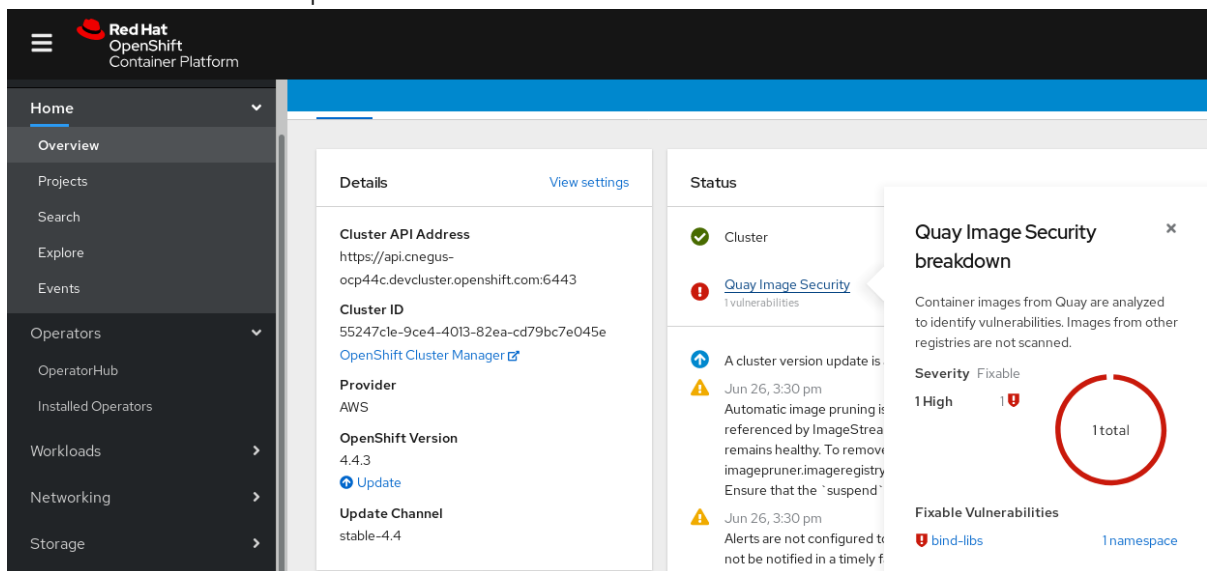 Red Hat
OpenShift
Container Platform
Home
Overview
Projects
Search
Explore
Events
Operators
OperatorHub
Installed Operators
Workloads
Networking
Storage
Details
View settings
Cluster API Address
https://api.cnegus-
ocp44c.devcluster.openshift.com:6443
Cluster ID
55247c1e-9ce4-4013-82ea-cd79bc7e045e
OpenShift Cluster Manager
Provider
AWS
OpenShift Version
4.4.3
Update
Update Channel
stable-4.4
Status
Cluster
Quay Image Security
1 vulnerabilities
A cluster version update is
Jun 26, 3:30 pm
Automatic image pruning is
referenced by ImageStrea
remains healthy. To remove
imagepruner.imageregistry
Ensure that the `suspend`
Jun 26, 3:30 pm
Alerts are not configured to
not be notified in a timely f
Quay Image Security
breakdown
Container images from Quay are analyzed
to identify vulnerabilities. Images from other
registries are not scanned.
Severity Fixable
1 High 1
1 total
Fixable Vulnerabilities
bind-libs 1 namespace